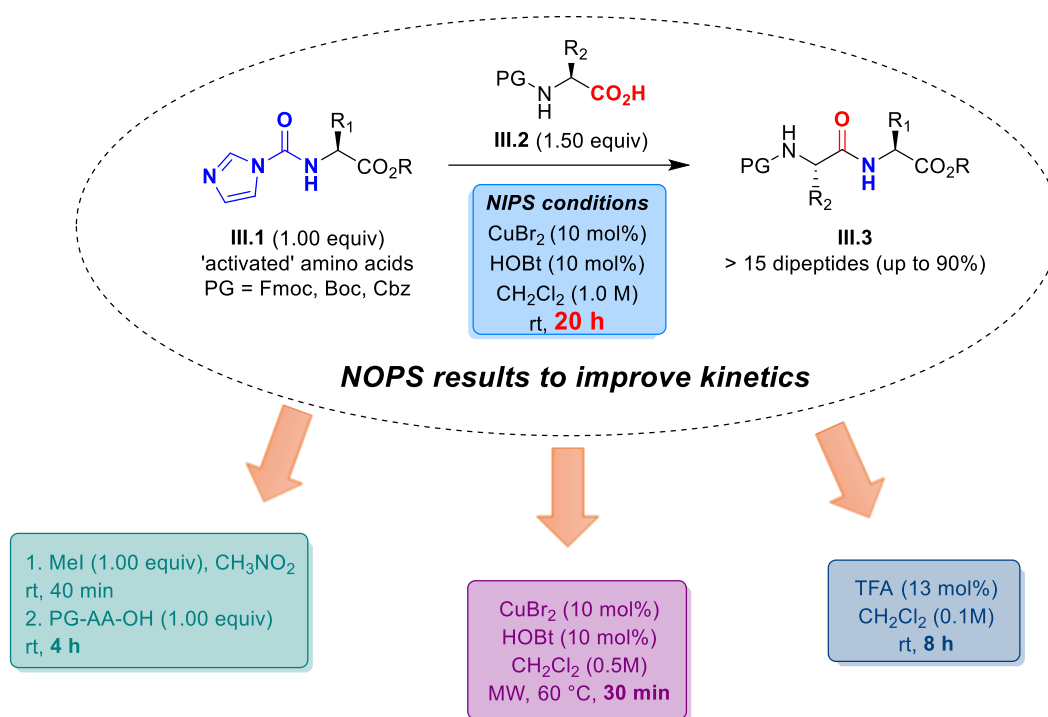 R2
PG
N
H
CO2H
III.2 (1.50 equiv)
O
R1
N
N
N
H
CO2R
III.1 (1.00 equiv)
'activated' amino acids
PG = Fmoc, Boc, Cbz
NIPS conditions
CuBr2 (10 mol%)
HOBt (10 mol%)
CH2Cl2 (1.0 M)
rt, 20 h
H
N
PG
O
R1
N
H
CO2R
R2
III.3
> 15 dipeptides (up to 90%)
NOPS results to improve kinetics
1. MeI (1.00 equiv), CH3NO2
rt, 40 min
2. PG-AA-OH (1.00 equiv)
rt, 4 h
CuBr2 (10 mol%)
HOBt (10 mol%)
CH2Cl2 (0.5M)
MW, 60 °C, 30 min
TFA (13 mol%)
CH2Cl2 (0.1M)
rt, 8 h